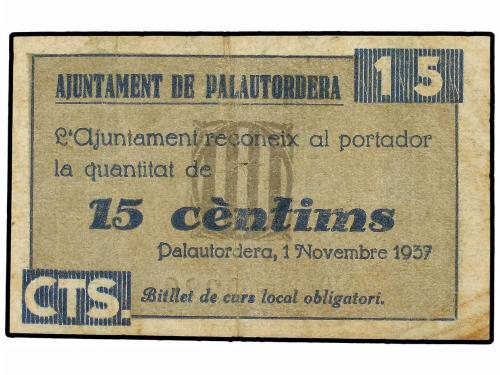 AJUNTAMENT DE PALAUTORDERA
15
L'Ajuntament reconeix al portador
la quantitat de
15 cèntims
Palautordera, 1 Novembre 1937
CTS.
Bitllet de curs local obligatori.